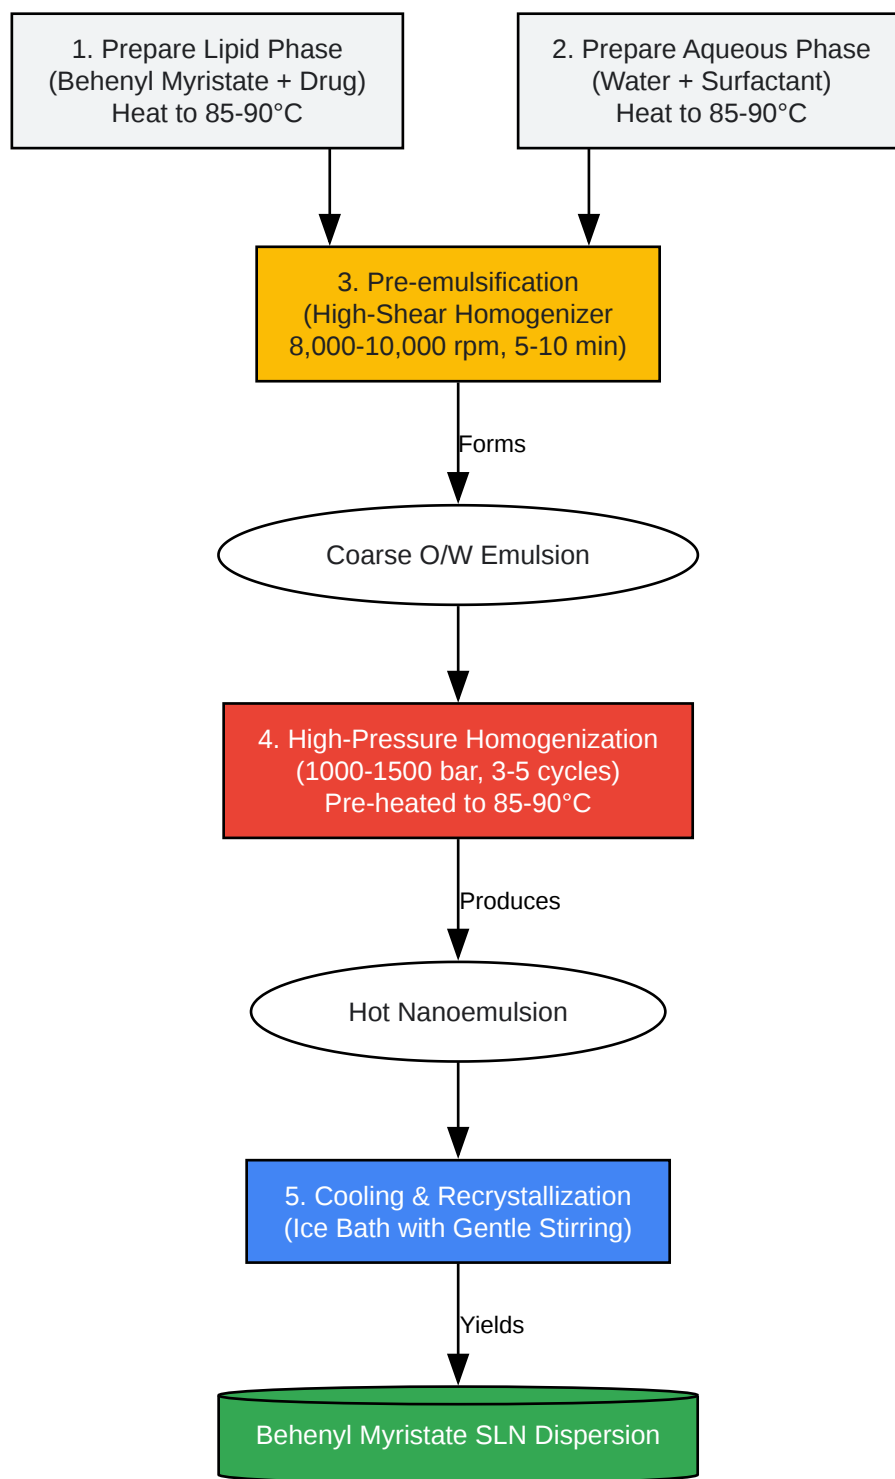 1. Prepare Lipid Phase
(Behenyl Myristate + Drug)
Heat to 85-90°C
2. Prepare Aqueous Phase
(Water + Surfactant)
Heat to 85-90°C
3. Pre-emulsification
(High-Shear Homogenizer
8,000-10,000 rpm, 5-10 min)
Forms
Coarse O/W Emulsion
4. High-Pressure Homogenization
(1000-1500 bar, 3-5 cycles)
Pre-heated to 85-90°C
Produces
Hot Nanoemulsion
5. Cooling & Recrystallization
(Ice Bath with Gentle Stirring)
Yields
Behenyl Myristate SLN Dispersion